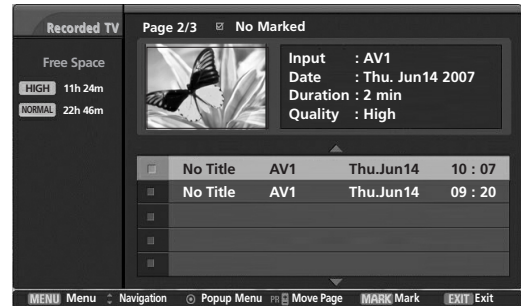 Recorded TV
Page 2/3 No Marked
Free Space
HIGH 11h 24m
NORMAL 22h 46m
Input : AV1
Date : Thu. Jun14 2007
Duration : 2 min
Quality : High
No Title AV1 Thu.Jun14 10 : 07
No Title AV1 Thu.Jun14 09 : 20
MENU Menu Navigation Popup Menu PR Move Page MARK Mark EXIT Exit